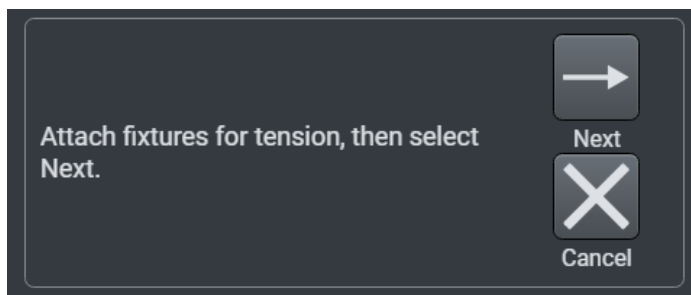 Attach fixtures for tension, then select
Next.
Next
Cancel